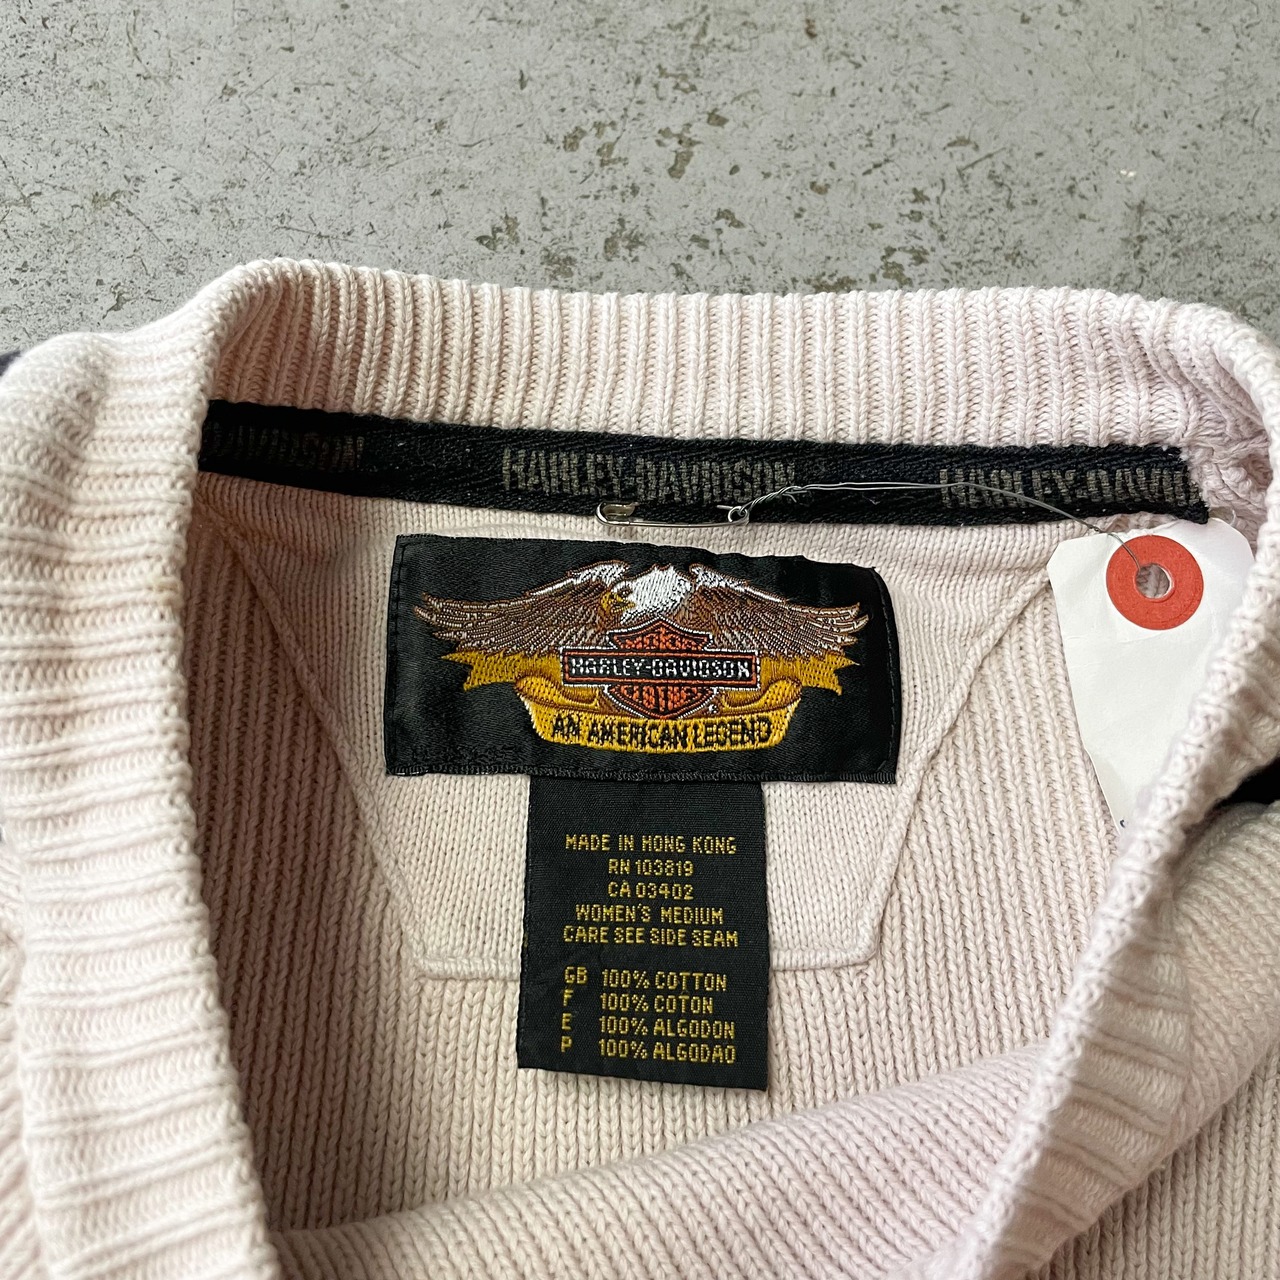 DAVIDSON HARLEY-DAVIDSON HARLEY-DAVID
HARLEY-DAVIDSON
AN AMERICAN LEGEND
MADE IN HONG KONG
RN 103819
CA 03402
WOMEN'S MEDIUM
CARE SEE SIDE SEAM
GB 100% COTTON
F 100% COTON
E 100% ALGODON
P 100% ALGODAO